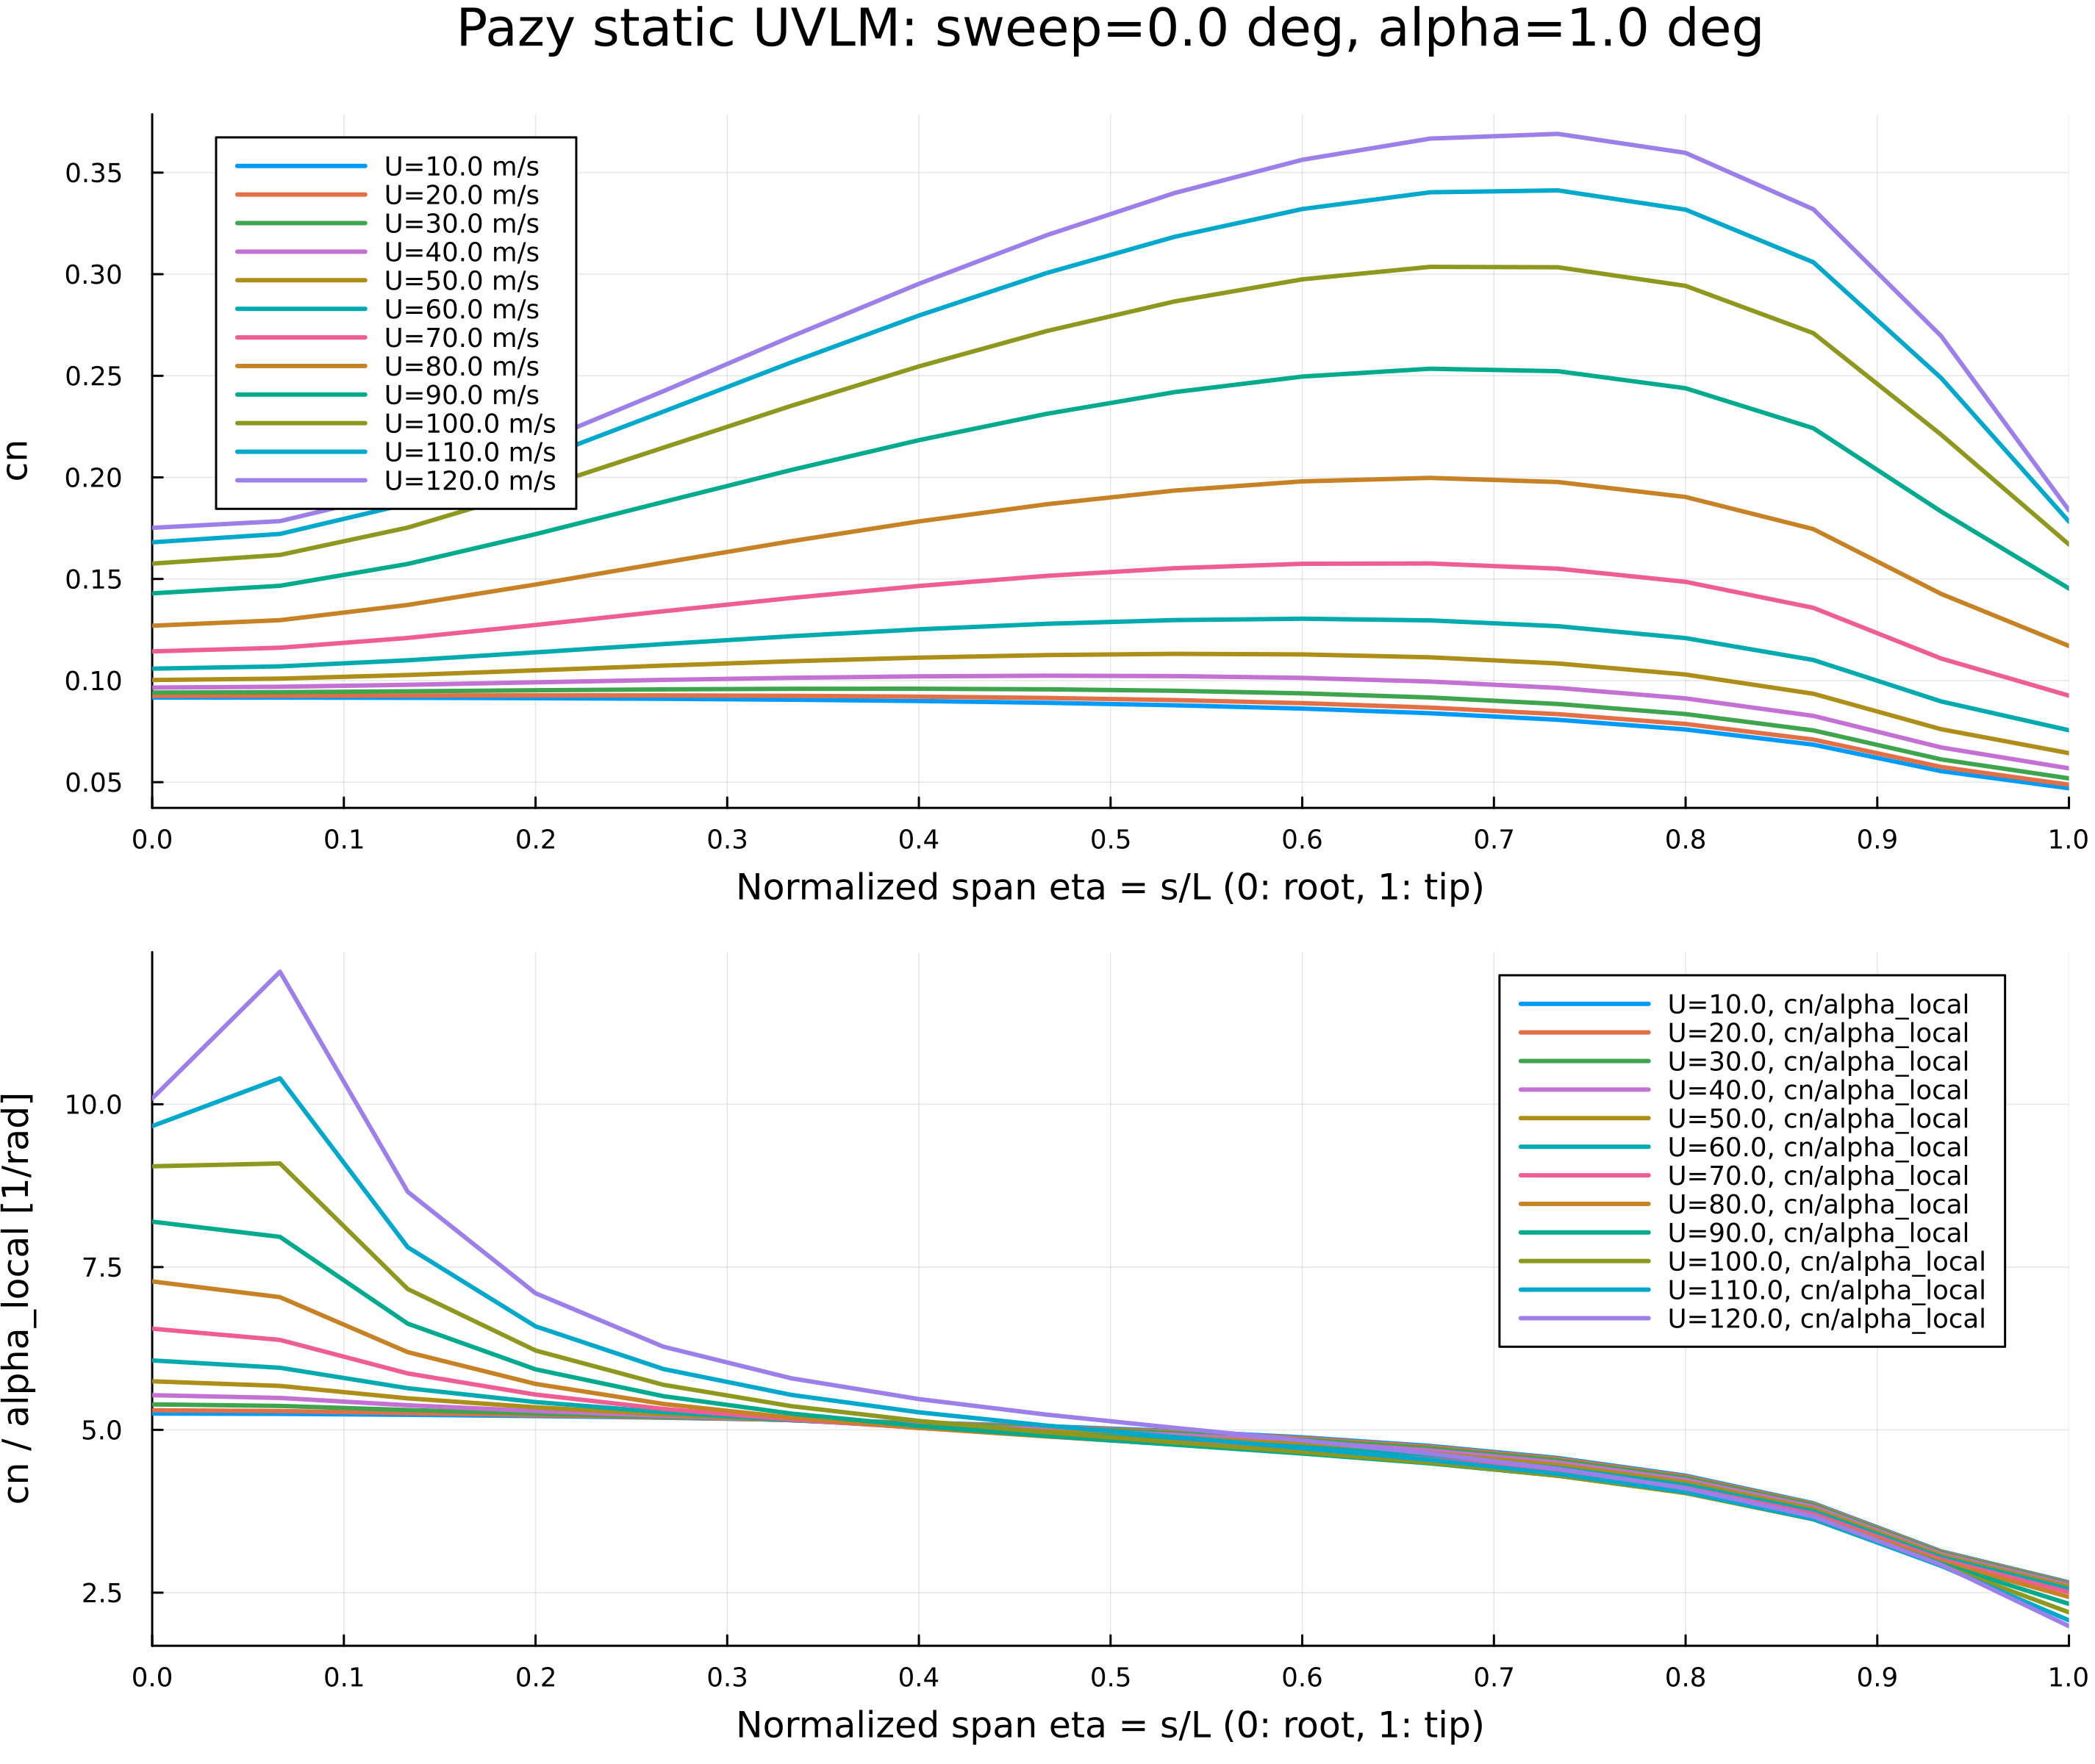 Pazy static UVLM: sweep=0.0 deg, alpha=1.0 deg
cn
0.35
0.30
0.25
0.20
0.15
0.10
0.05
U=10.0 m/s
U=20.0 m/s
U=30.0 m/s
U=40.0 m/s
U=50.0 m/s
U=60.0 m/s
U=70.0 m/s
U=80.0 m/s
U=90.0 m/s
U=100.0 m/s
U=110.0 m/s
U=120.0 m/s
0.0 0.1 0.2 0.3 0.4 0.5 0.6 0.7 0.8 0.9 1.0
Normalized span eta = s/L (0: root, 1: tip)
cn / alpha_local [1/rad]
10.0
7.5
5.0
2.5
U=10.0, cn/alpha_local
U=20.0, cn/alpha_local
U=30.0, cn/alpha_local
U=40.0, cn/alpha_local
U=50.0, cn/alpha_local
U=60.0, cn/alpha_local
U=70.0, cn/alpha_local
U=80.0, cn/alpha_local
U=90.0, cn/alpha_local
U=100.0, cn/alpha_local
U=110.0, cn/alpha_local
U=120.0, cn/alpha_local
0.0 0.1 0.2 0.3 0.4 0.5 0.6 0.7 0.8 0.9 1.0
Normalized span eta = s/L (0: root, 1: tip)